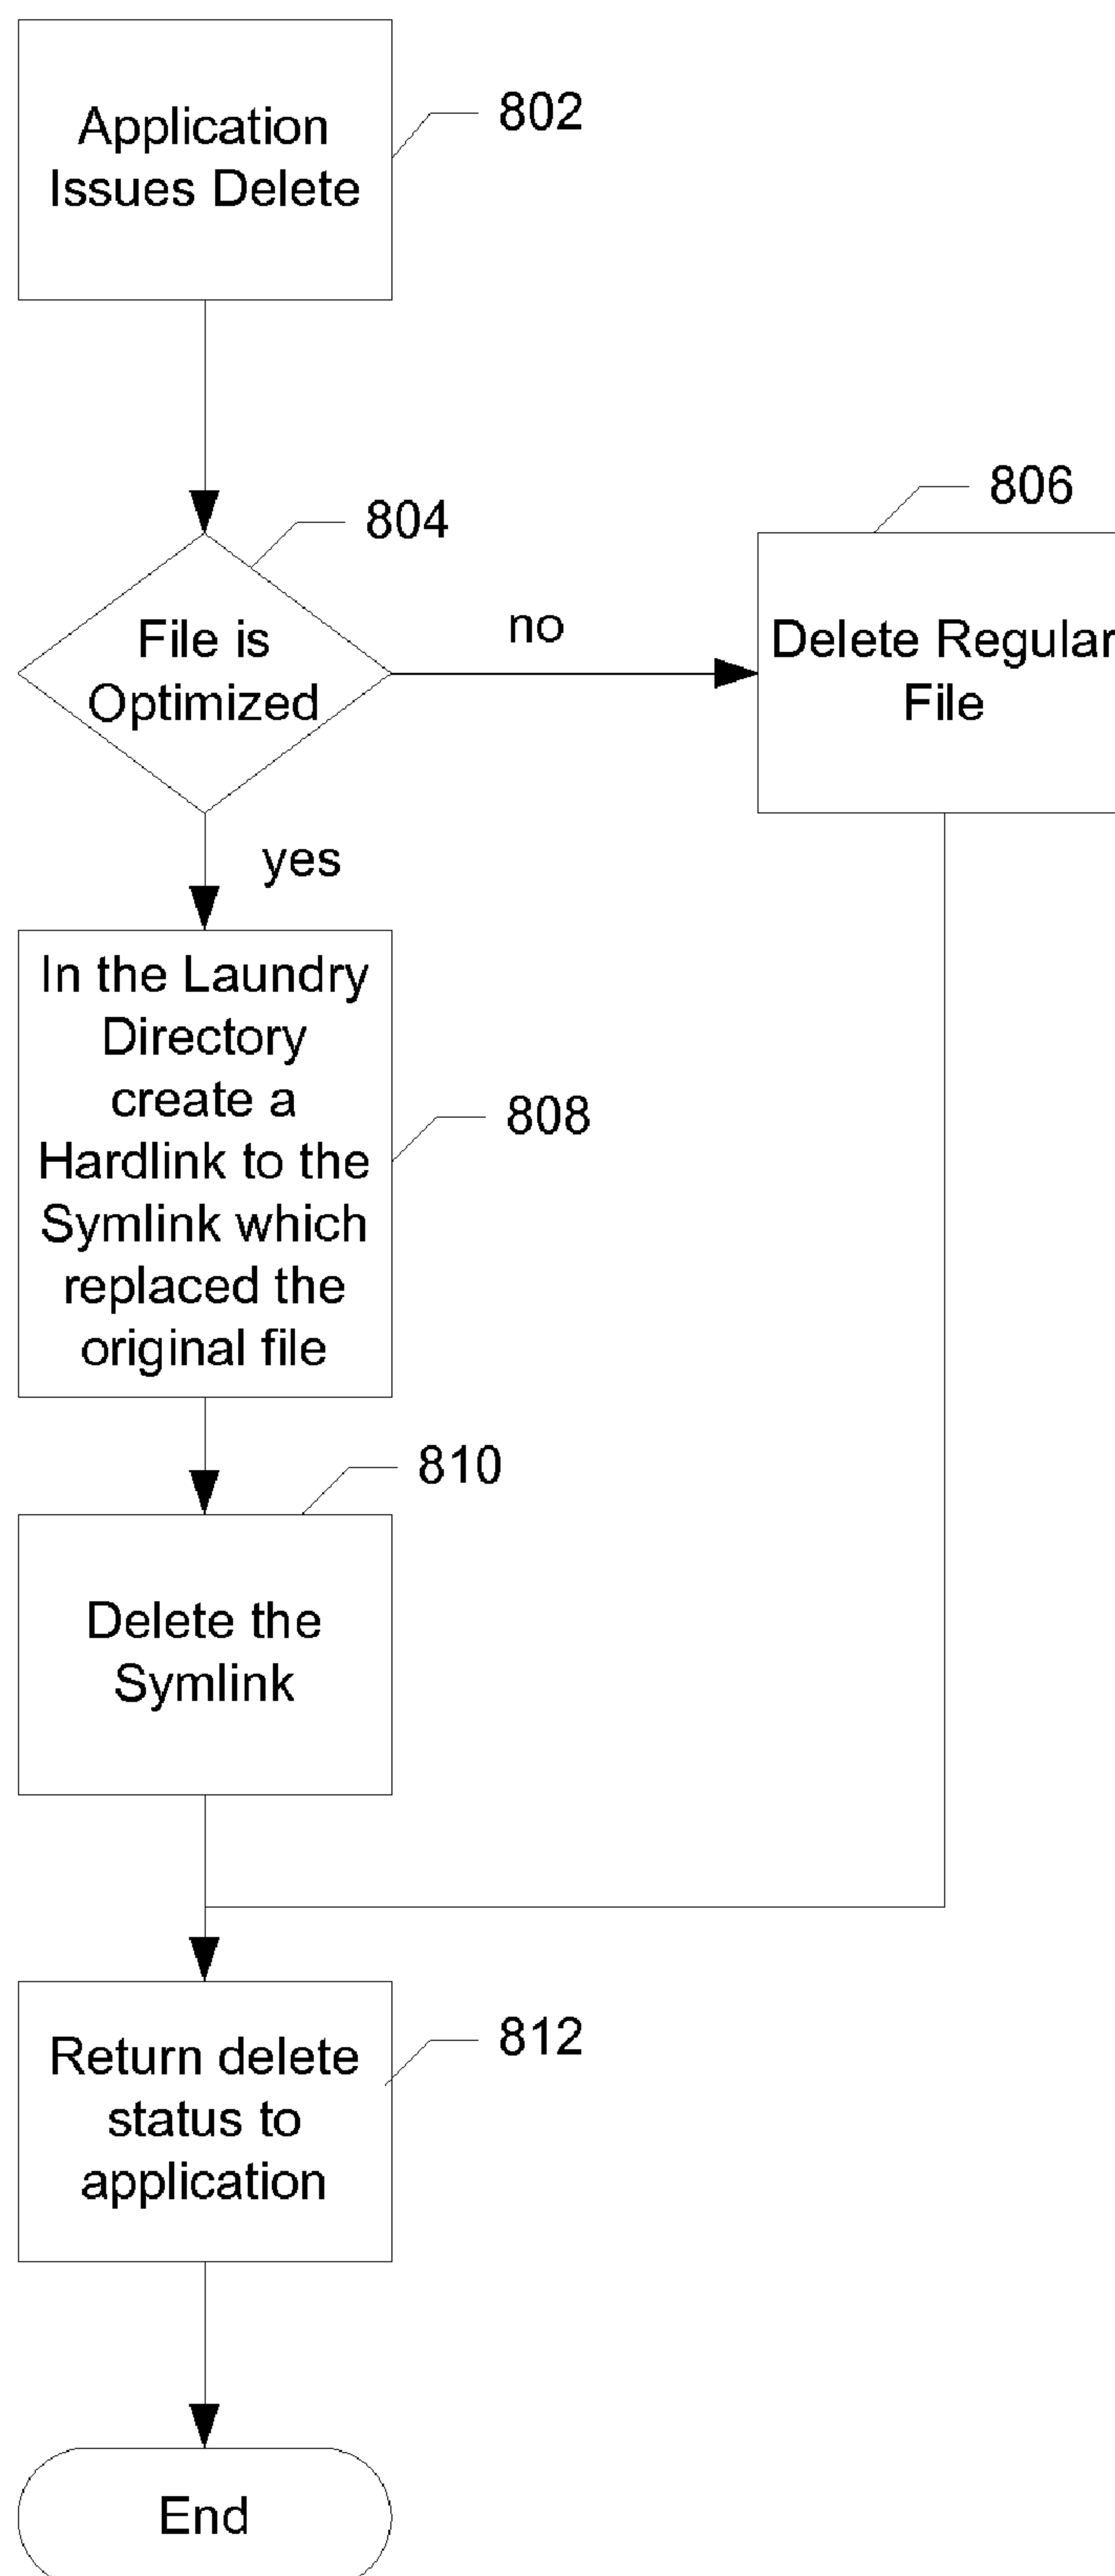 Application
Issues Delete
802
804
806
File is
Optimized
no
Delete Regular
File
yes
In the Laundry
Directory
create a
Hardlink to the
Symlink which
replaced the
original file
808
810
Delete the
Symlink
Return delete
status to
application
812
End